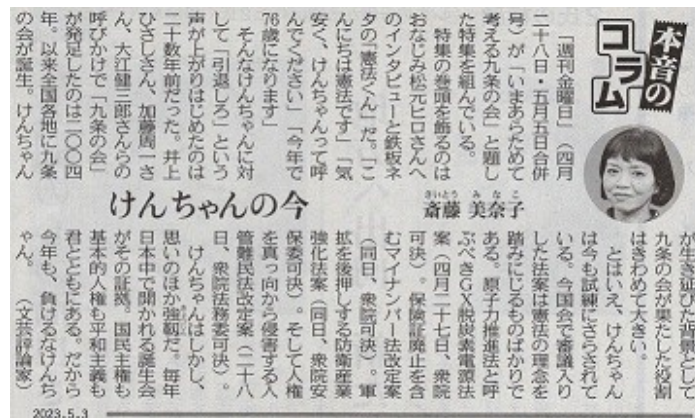 本音のコラム
さいとう みなこ
斎藤 美奈子
けんちゃんの今
「週刊金曜日」(四月
二十八日・五月五日合併
号)が「いまあらためて
考える九条の会」と題し
た特集を組んでいる。
特集の巻頭を飾るのは
おなじみ松元ヒロさんへ
のインタビューと鉄板ネ
タの「憲法くん」だ。「こ
んにちは憲法です」「気
安く、けんちゃんって呼
んでください」「今年で
76歳になります」
そんなけんちゃんに対
して「引退しろ」という
声が上がりはじめたのは
二十数年前だった。井上
ひさしさん、加藤周一さ
ん、大江健三郎さんらの
呼びかけで「九条の会」
が発足したのは二〇〇四
年。以来全国各地に九条
の会が誕生。けんちゃん
が生き延びた背景として
九条の会が果たした役割
はきわめて大きい。
とはいえ、けんちゃん
は今も試練にさらされて
いる。今国会で審議入り
した法案は憲法の理念を
踏みにじるものばかりで
ある。原子力推進法と呼
ぶべきGX脱炭素電源法
案(四月二十七日、衆院
可決)。保険証廃止を含
むマイナンバー法改定案
(同日、衆院可決)。軍
拡を後押しする防衛産業
強化法案(同日、衆院安
保委可決)。そして人権
を真っ向から侵害する入
管難民法改定案(二十八
日、衆院法務委可決)。
けんちゃんはしかし、
思いのほか強靱だ。毎年
日本中で開かれる誕生会
がその証拠。国民主権も
基本的人権も平和主義も
君とともにある。だから
今年も、負けるなけんち
ゃん。 (文芸評論家)
2023.5.3